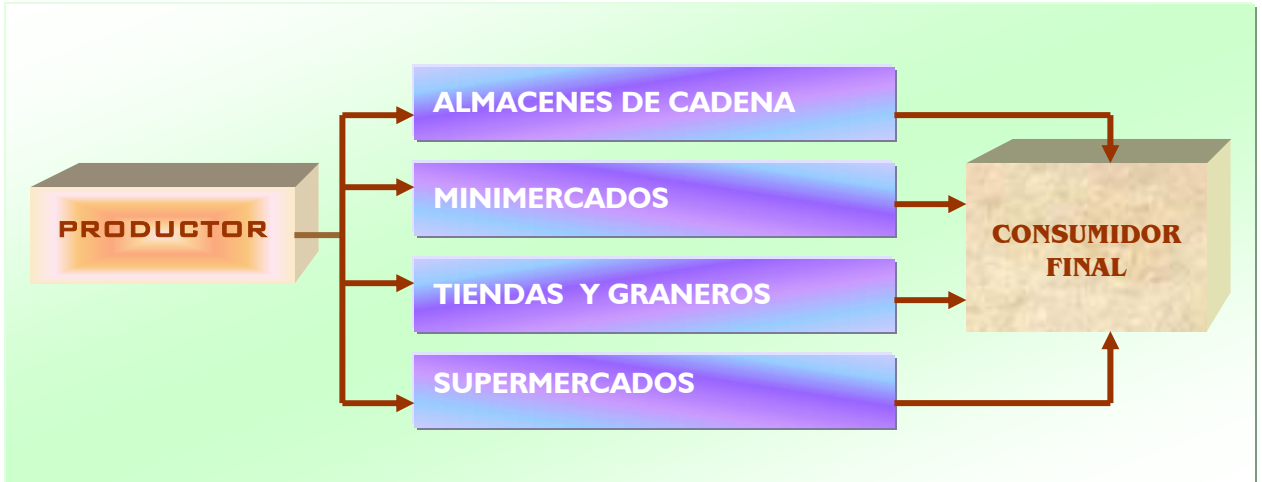 ALMACENES DE CADENA
MINIMERCADOS
PRODUCTOR
CONSUMIDOR
FINAL
TIENDAS Y GRANEROS
SUPERMERCADOS